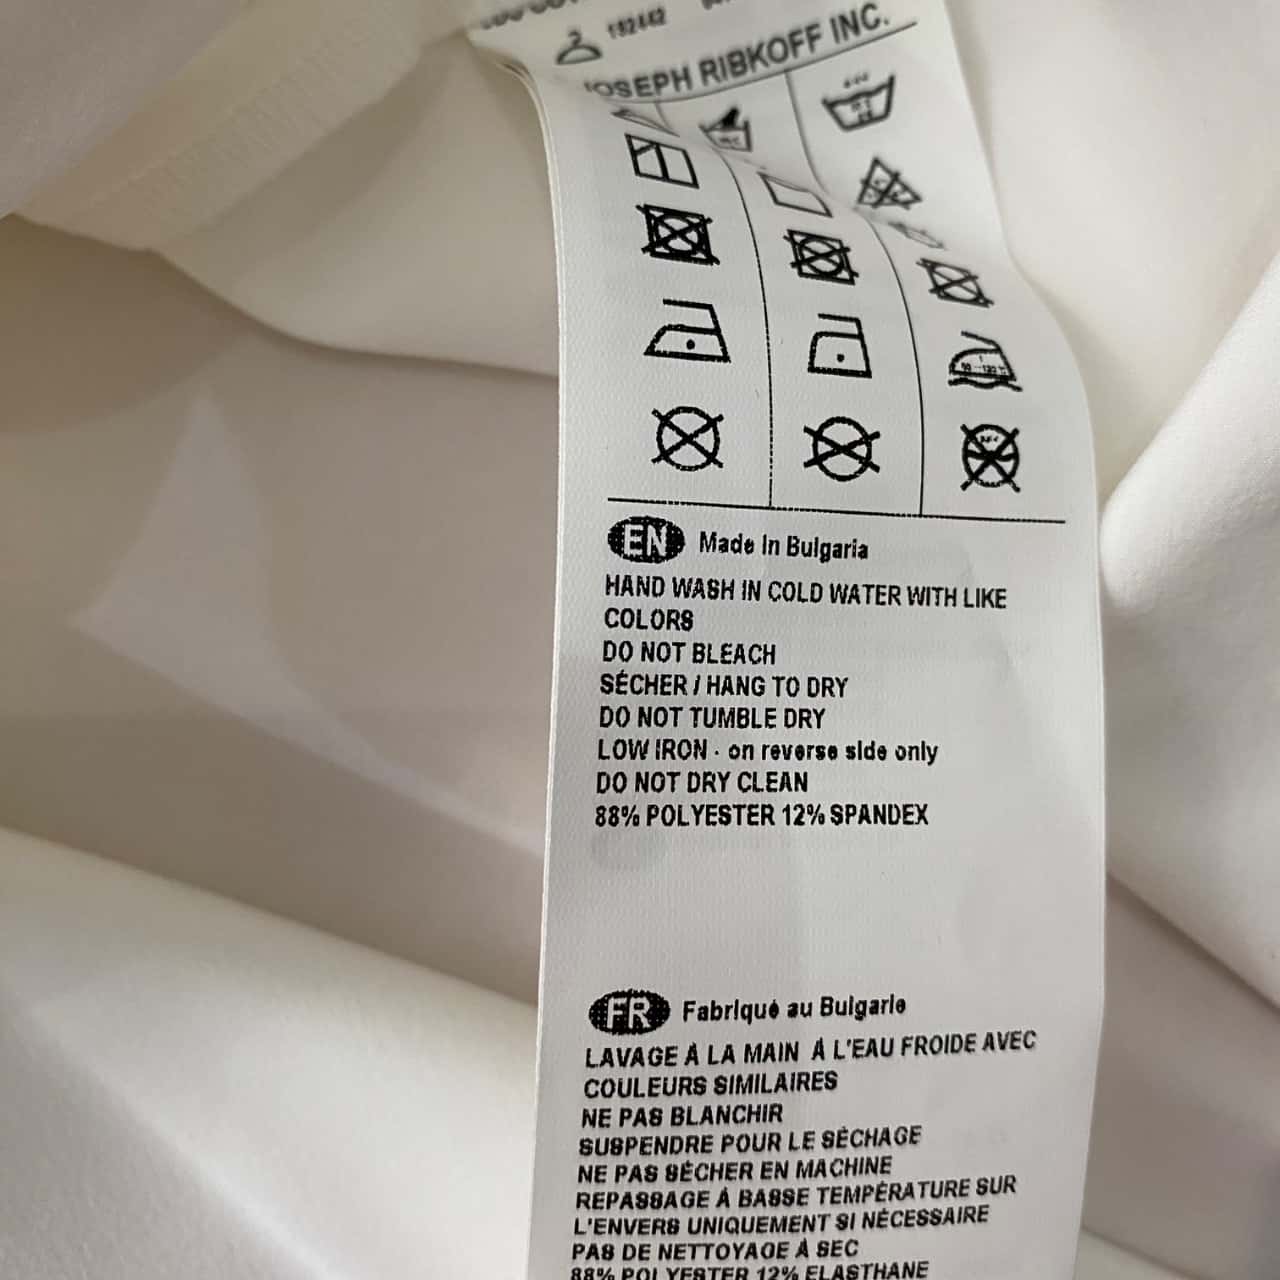 182442
JOSEPH RIBKOFF INC.
EN Made In Bulgaria
HAND WASH IN COLD WATER WITH LIKE
COLORS
DO NOT BLEACH
SÉCHER / HANG TO DRY
DO NOT TUMBLE DRY
LOW IRON · on reverse side only
DO NOT DRY CLEAN
88% POLYESTER 12% SPANDEX
FR Fabriqué au Bulgarie
LAVAGE À LA MAIN À L'EAU FROIDE AVEC
COULEURS SIMILAIRES
NE PAS BLANCHIR
SUSPENDRE POUR LE SÈCHAGE
NE PAS SÈCHER EN MACHINE
REPASSAGE À BASSE TEMPÉRATURE SUR
L'ENVERS UNIQUEMENT SI NÉCESSAIRE
PAS DE NETTOYAGE À SEC
88% POLYESTER 12% ELASTHANE